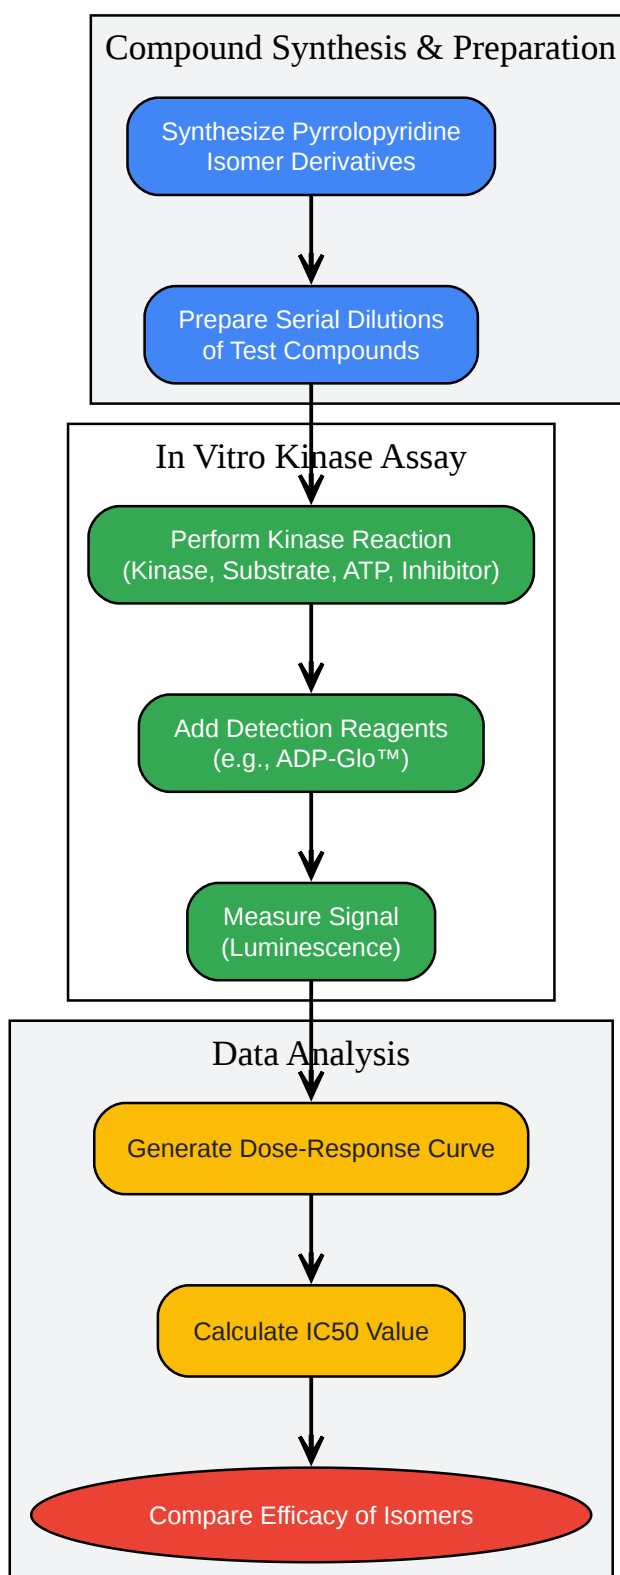 Compound Synthesis & Preparation
Synthesize Pyrrolopyridine
Isomer Derivatives
Prepare Serial Dilutions
of Test Compounds
In Vitro Kinase Assay
Perform Kinase Reaction
(Kinase, Substrate, ATP, Inhibitor)
Add Detection Reagents
(e.g., ADP-Glo™)
Measure Signal
(Luminescence)
Data Analysis
Generate Dose-Response Curve
Calculate IC50 Value
Compare Efficacy of Isomers